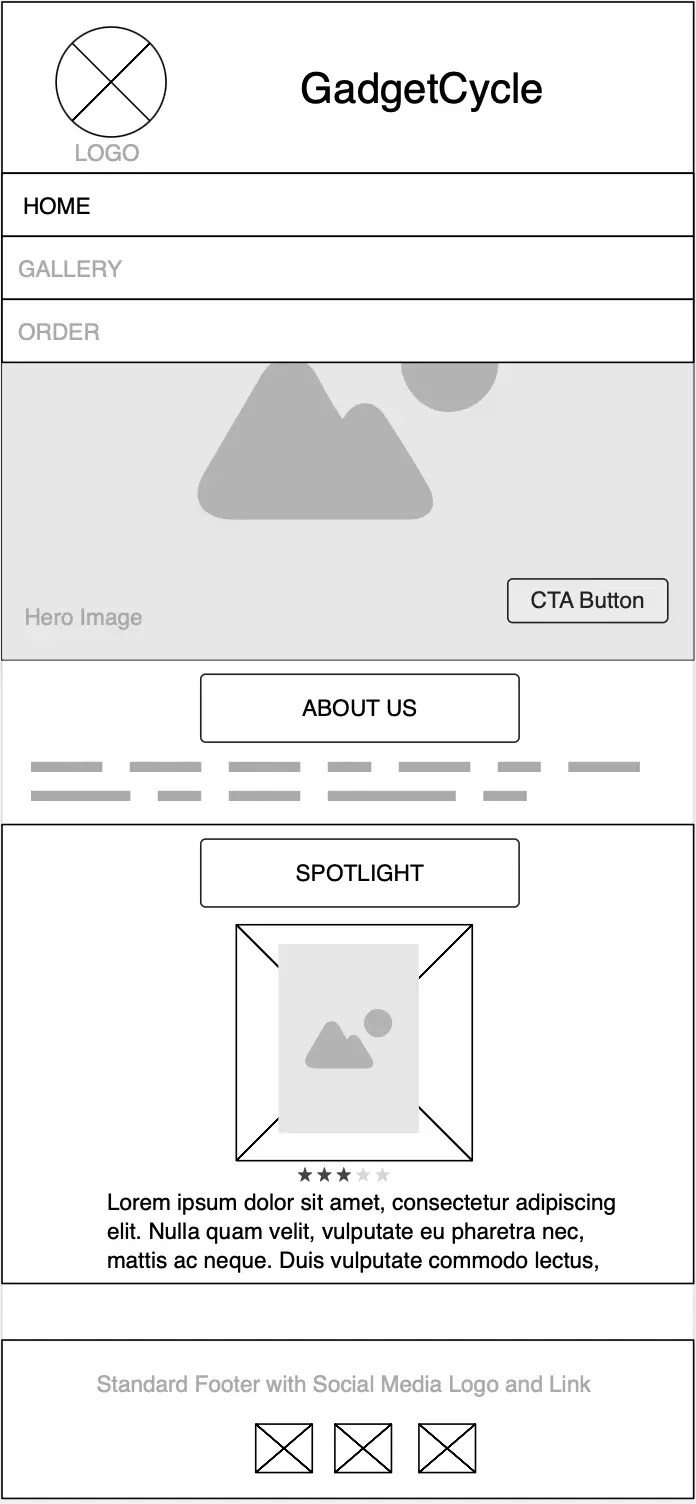 GadgetCycle
LOGO
HOME
GALLERY
ORDER
Hero Image
CTA Button
ABOUT US
SPOTLIGHT
Lorem ipsum dolor sit amet, consectetur adipiscing
elit. Nulla quam velit, vulputate eu pharetra nec,
mattis ac neque. Duis vulputate commodo lectus,
Standard Footer with Social Media Logo and Link